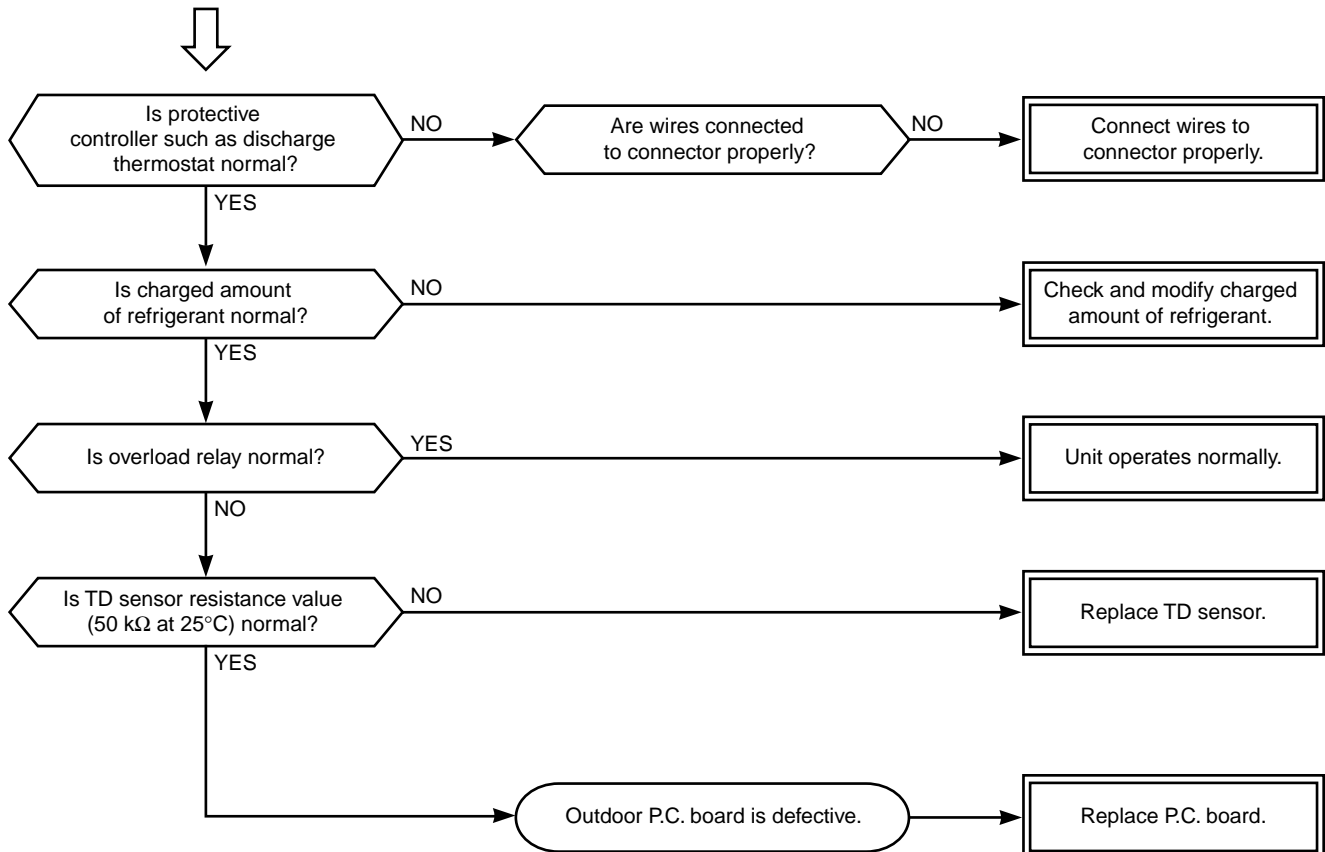 Is protective
controller such as discharge
thermostat normal?
NO
Are wires connected
to connector properly?
NO
Connect wires to
connector properly.
YES
Is charged amount
of refrigerant normal?
NO
Check and modify charged
amount of refrigerant.
YES
Is overload relay normal?
YES
Unit operates normally.
NO
Is TD sensor resistance value
(50 kΩ at 25°C) normal?
NO
Replace TD sensor.
YES
Outdoor P.C. board is defective.
Replace P.C. board.